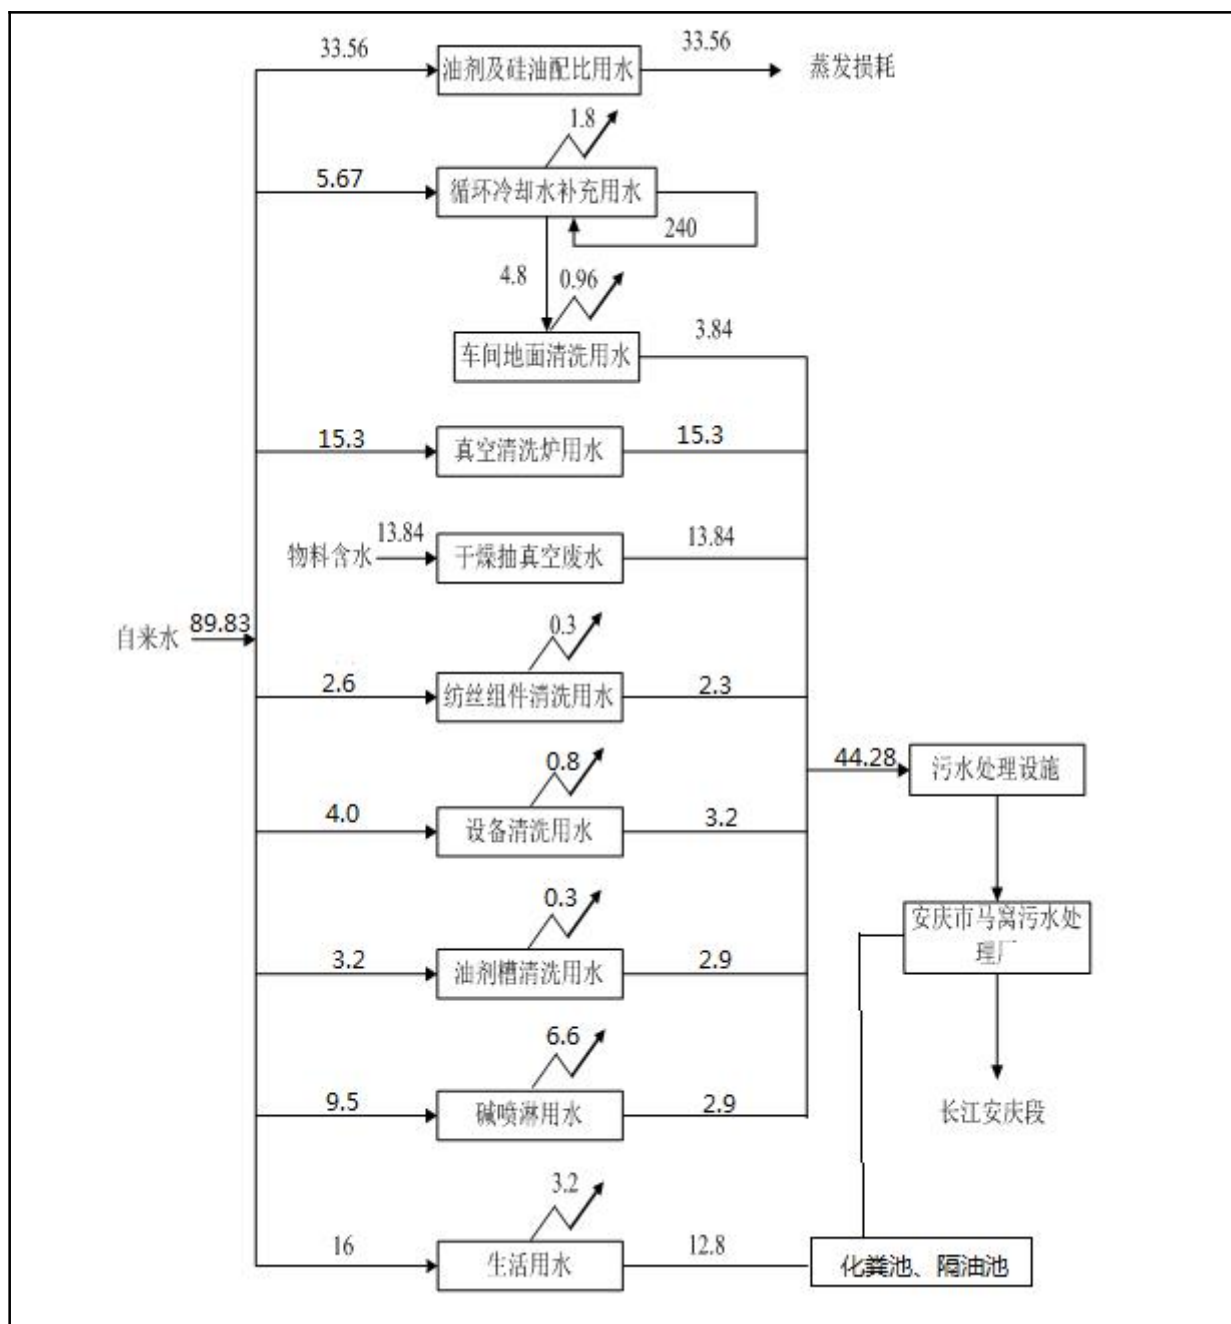 33.56
油剂及硅油配比用水
33.56
蒸发损耗
1.8
5.67
循环冷却水补充用水
240
4.8
0.96
车间地面清洗用水
3.84
15.3
真空清洗炉用水
15.3
物料含水
13.84
干燥抽真空废水
13.84
自来水
89.83
0.3
2.6
纺丝组件清洗用水
2.3
44.28
污水处理设施
0.8
4.0
设备清洗用水
3.2
0.3
3.2
油剂槽清洗用水
2.9
安庆市马窝污水处
理厂
6.6
9.5
碱喷淋用水
2.9
长江安庆段
3.2
16
生活用水
12.8
化粪池、隔油池